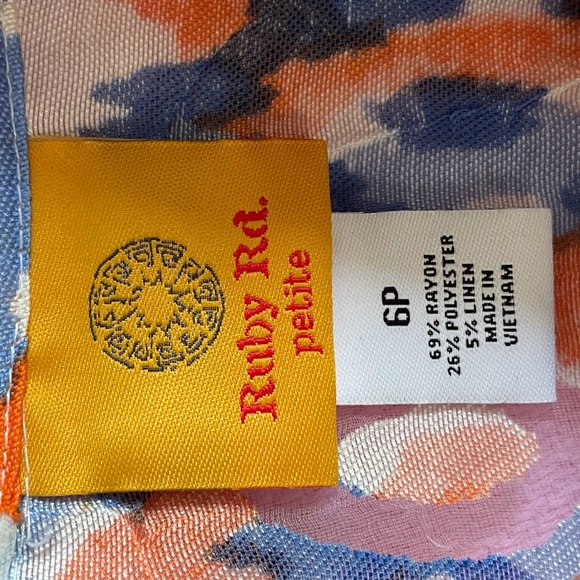 Ruby Rd.
petite
6P
69% RAYON
26% POLYESTER
5% LINEN
MADE IN
VIETNAM